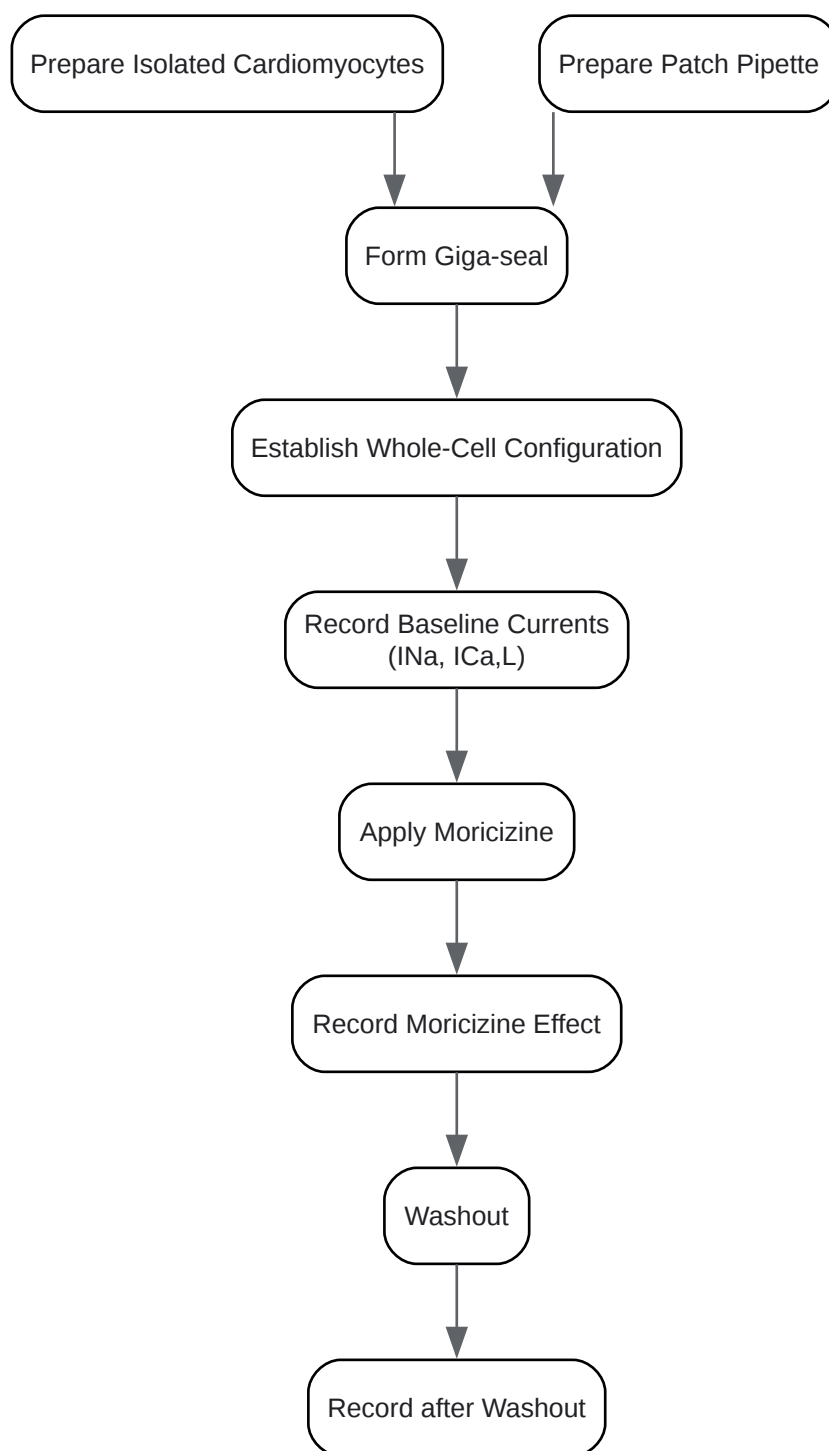 Prepare Isolated Cardiomyocytes
Prepare Patch Pipette
Form Giga-seal
Establish Whole-Cell Configuration
Record Baseline Currents
(INa, ICa,L)
Apply Moricizine
Record Moricizine Effect
Washout
Record after Washout